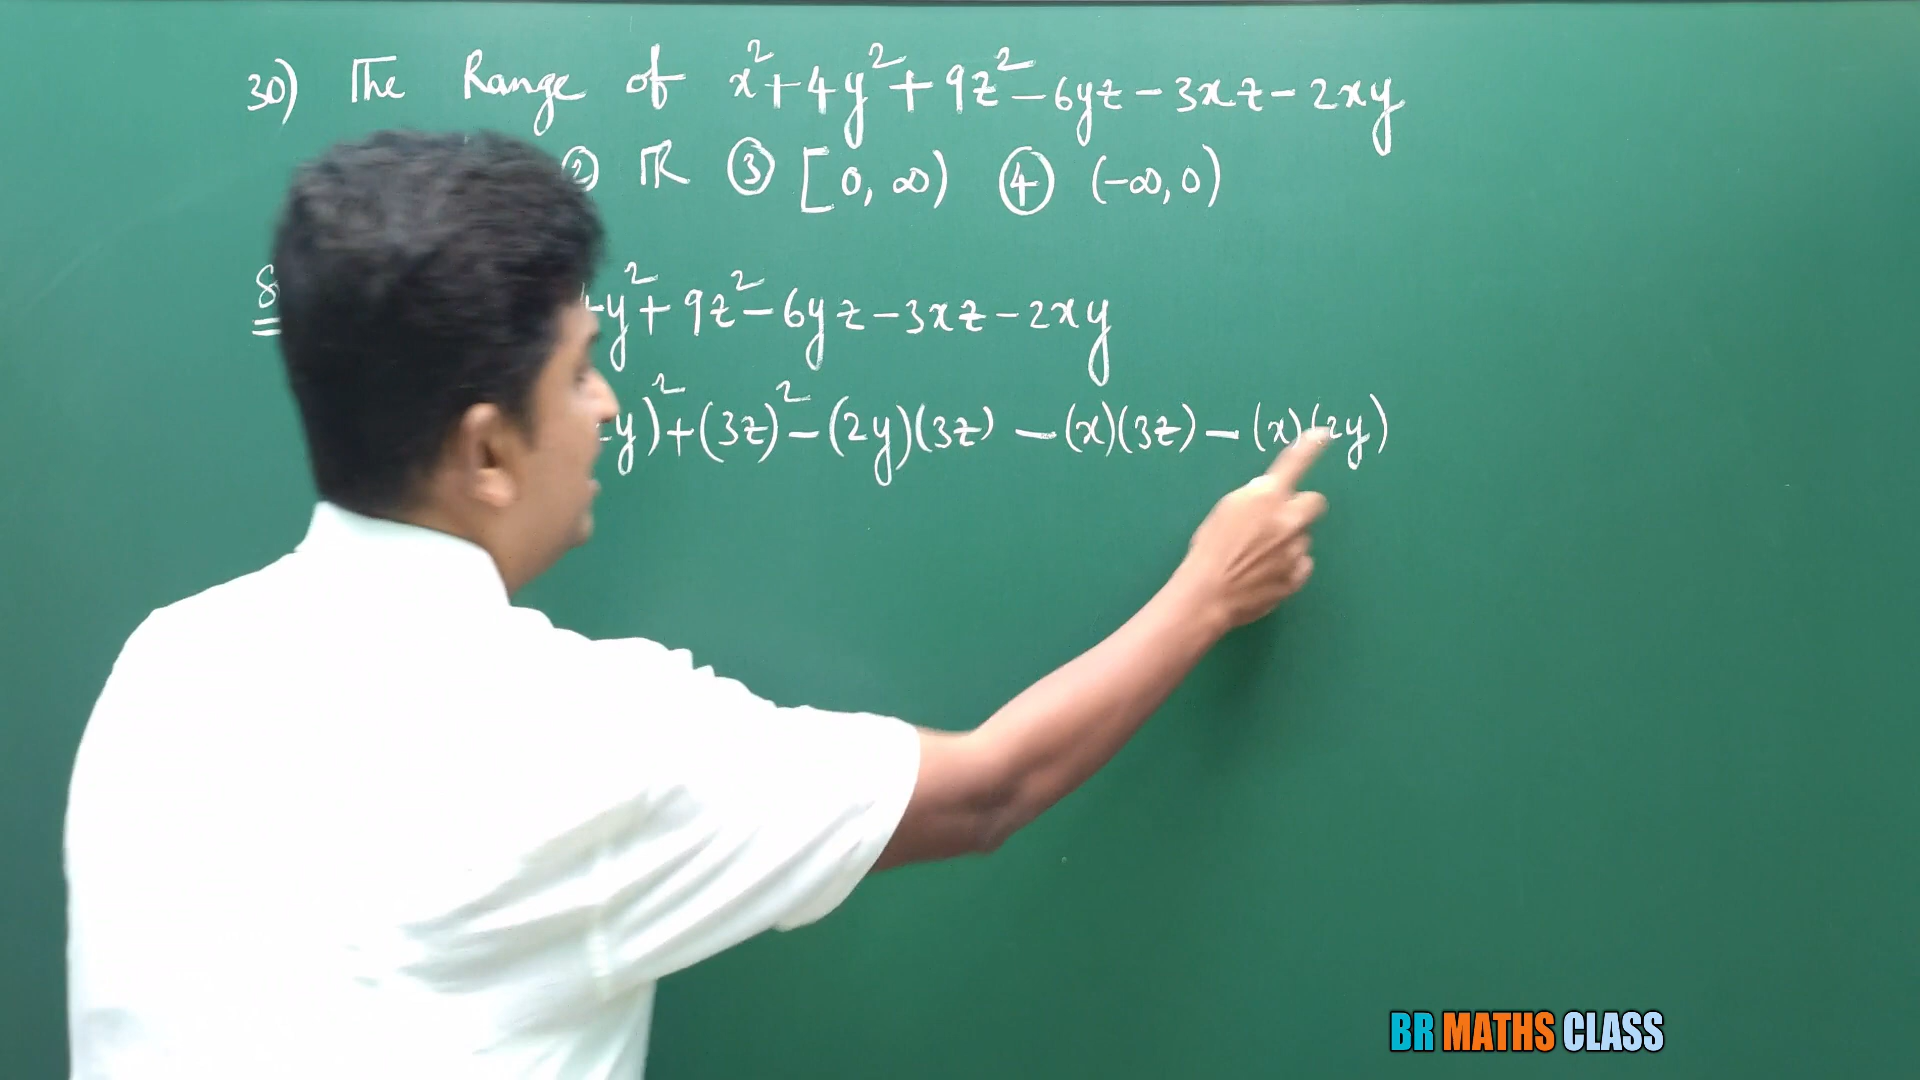 30) The Range of x²+4y²+9z²-6yz-3xz-2xy
② ℝ ③ [0, ∞) ④ (-∞,0)
y²+9z²-6yz-3xz-2xy
y)²+(3z)²-(2y)(3z) -(x)(3z)-(x)(2y)
BR MATHS CLASS